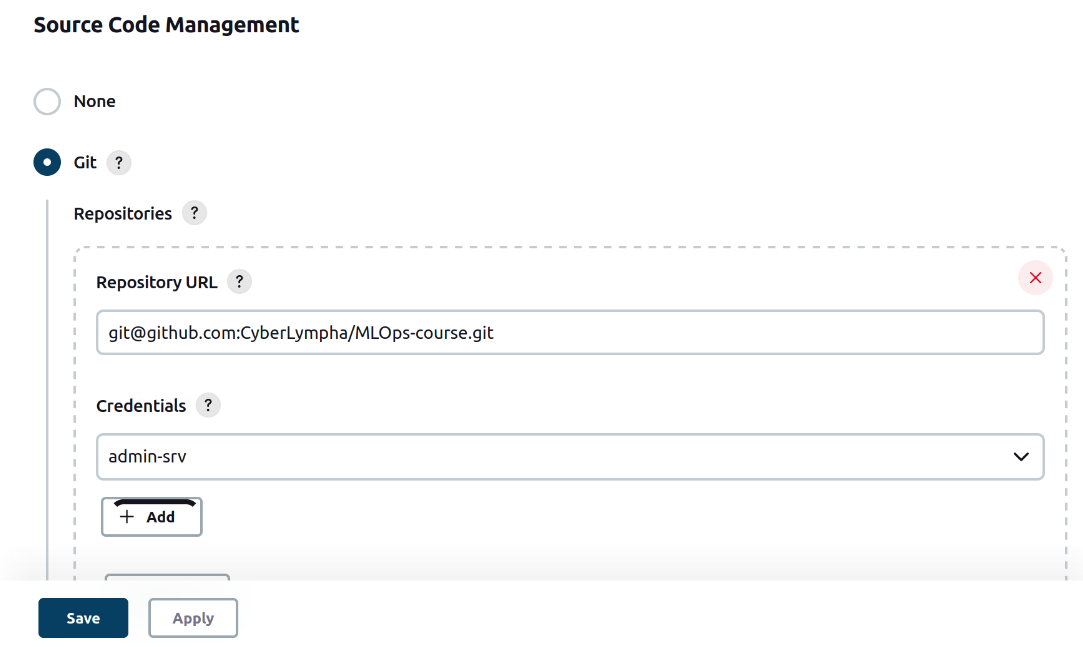 Source Code Management
None
Git ?
Repositories ?
Repository URL ?
git@github.com:CyberLympha/MLOps-course.git
Credentials ?
admin-srv
+ Add
Save Apply